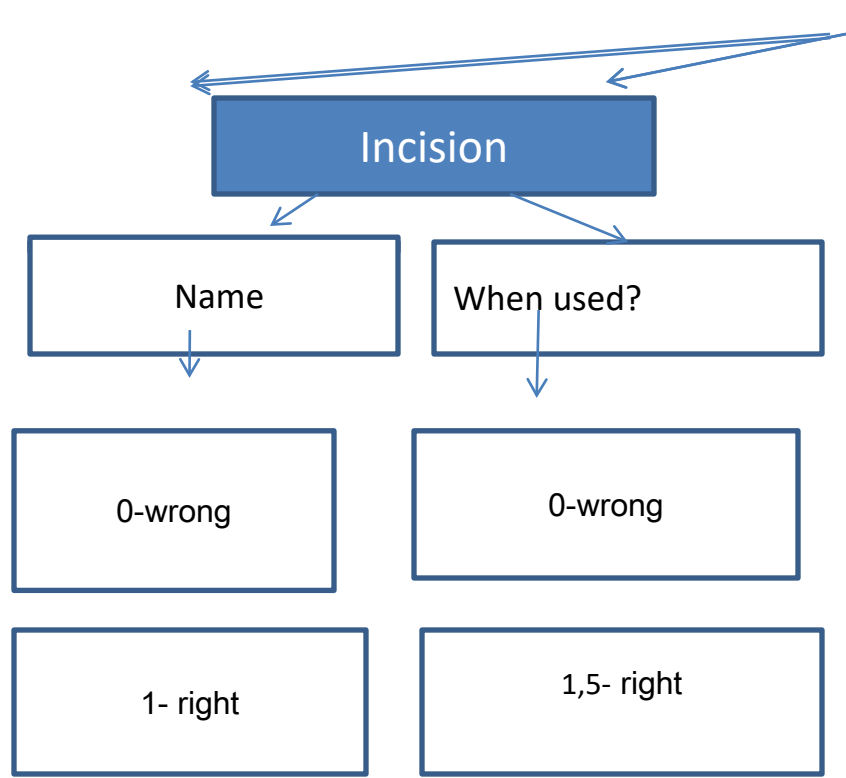 Incision
Name
When used?
0-wrong
0-wrong
1- right
1,5- right